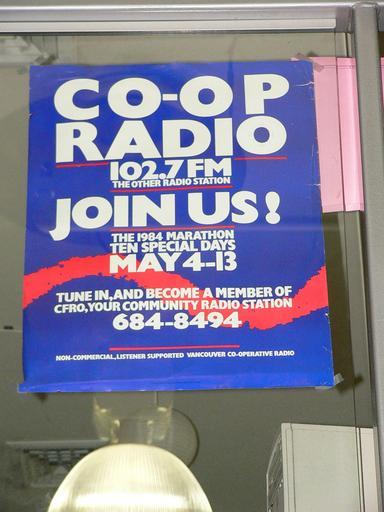 CO-OP
RADIO
102.7 FM
THE OTHER RADIO STATION
JOIN US!
THE 1984 MARATHON
TEN SPECIAL DAYS
MAY 4-13
TUNE IN, AND BECOME A MEMBER OF
CFRO, YOUR COMMUNITY RADIO STATION
684-8494
NON-COMMERCIAL, LISTENER SUPPORTED VANCOUVER CO-OPERATIVE RADIO